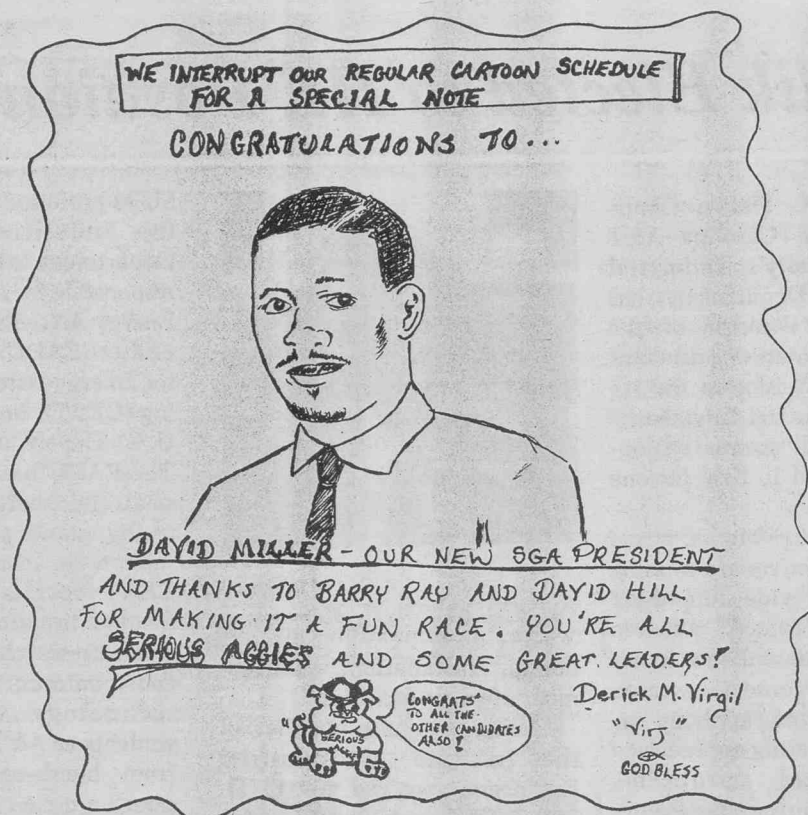 WE INTERRUPT OUR REGULAR CARTOON SCHEDULE
FOR A SPECIAL NOTE
CONGRATULATIONS TO...
DAVID MILLER - OUR NEW SGA PRESIDENT
AND THANKS TO BARRY RAY AND DAVID HILL
FOR MAKING IT A FUN RACE. YOU'RE ALL
SERIOUS AGGIES AND SOME GREAT LEADERS!
CONGRATS
TO ALL THE
OTHER CANDIDATES
ALSO!
SERIOUS
Derick M. Virgil
"Virj"
GOD BLESS